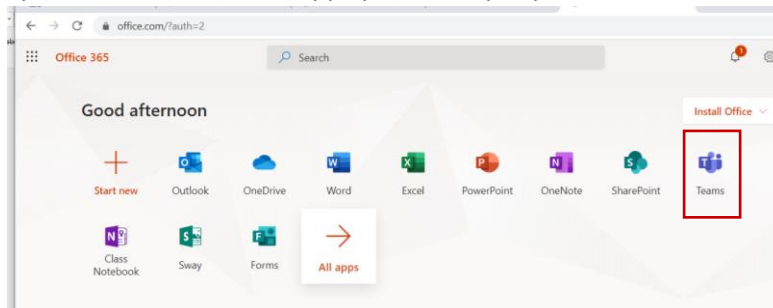 office.com/?auth=2
Office 365
Search
Good afternoon
Install Office
Start new
Outlook
OneDrive
Word
Excel
PowerPoint
OneNote
SharePoint
Teams
Class
Notebook
Sway
Forms
All apps